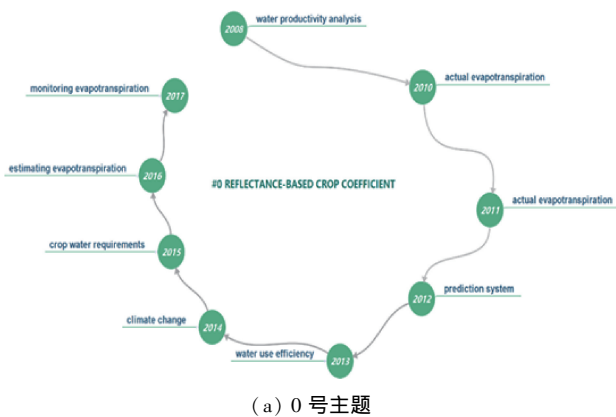 2008
water productivity analysis
2010
actual evapotranspiration
2011
actual evapotranspiration
2012
prediction system
2013
water use efficiency
2014
climate change
2015
crop water requirements
2016
estimating evapotranspiration
2017
monitoring evapotranspiration
#0 REFLECTANCE-BASED CROP COEFFICIENT
(a) 0 号主题